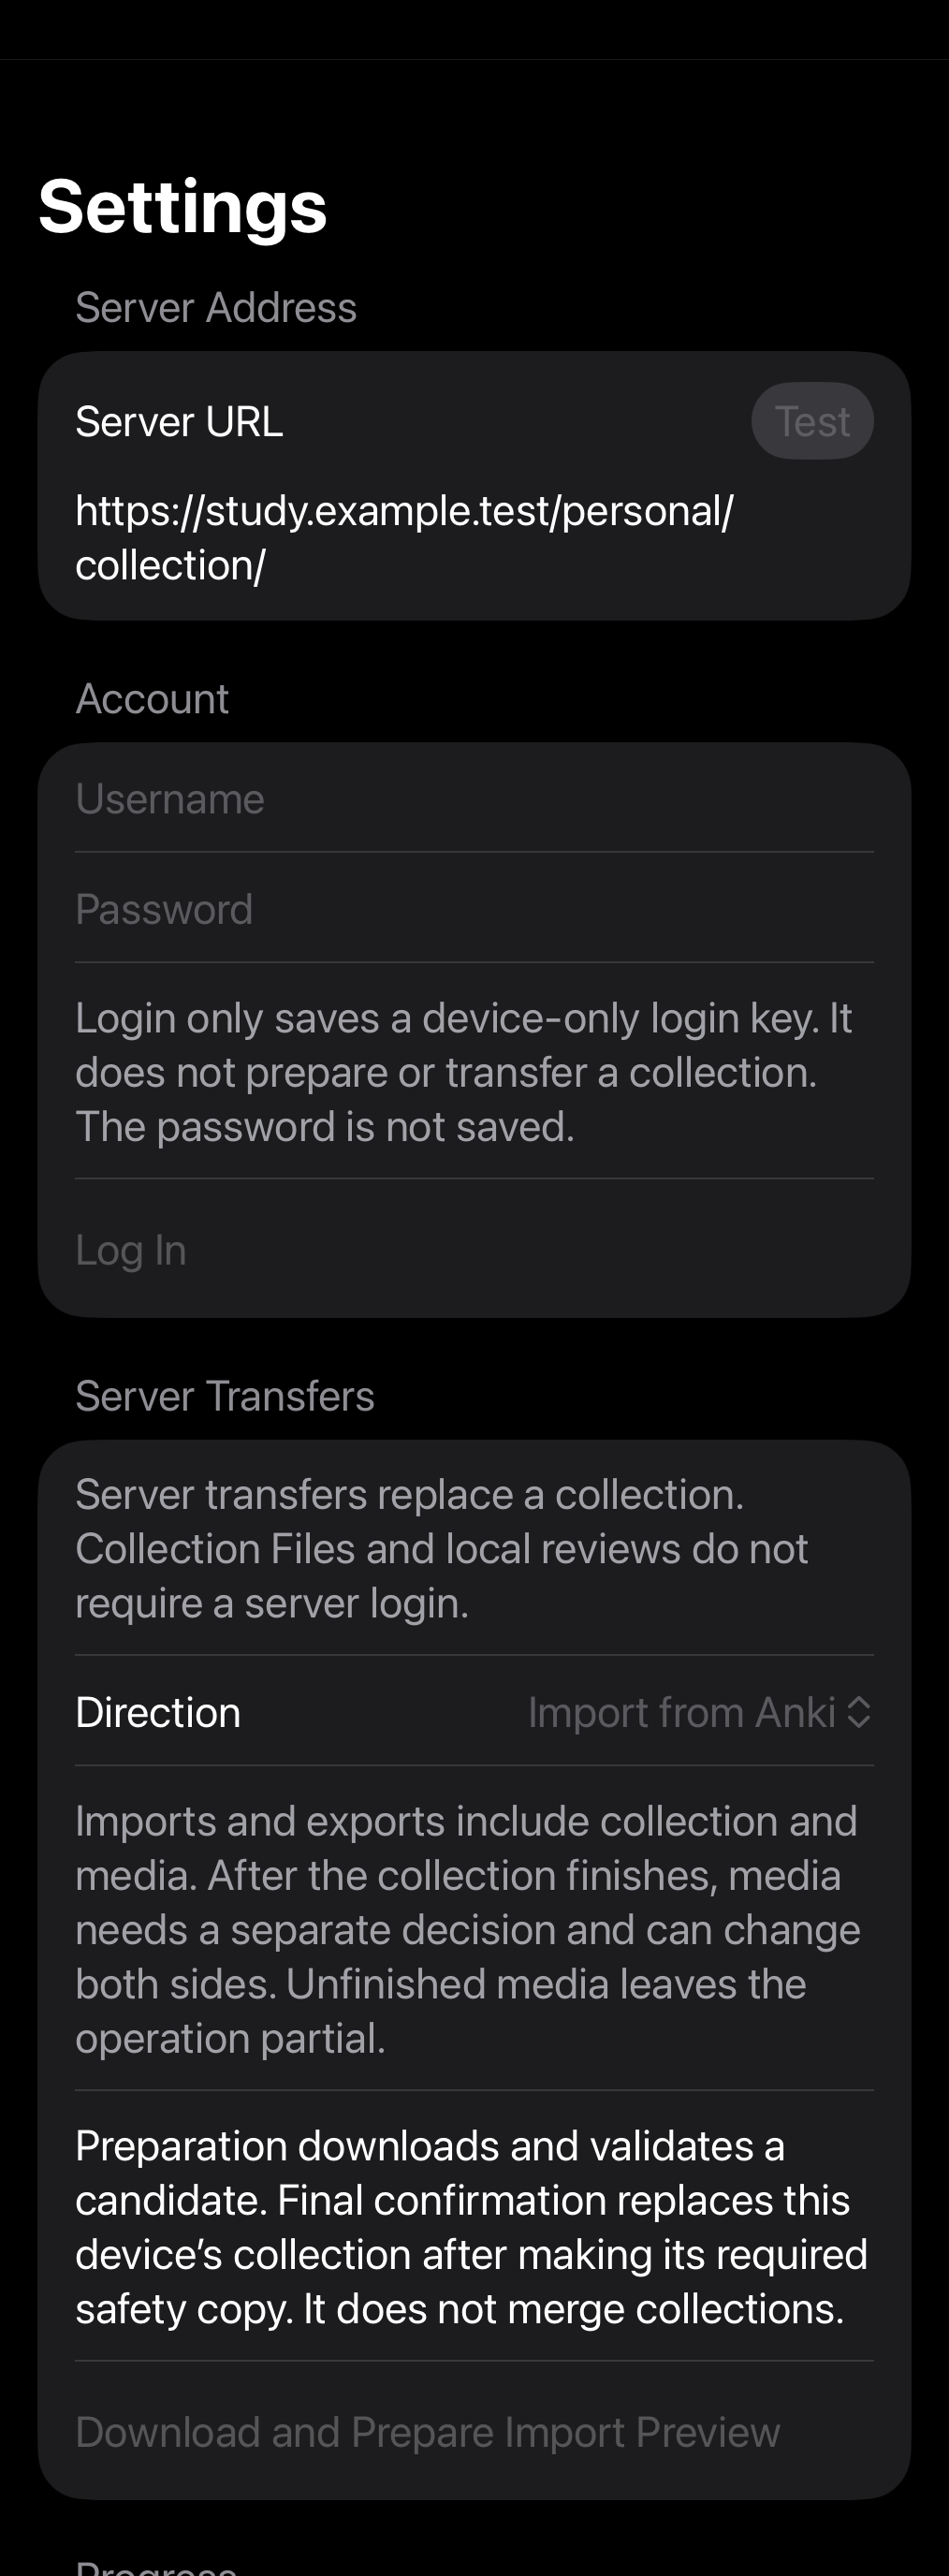 Settings
Server Address
Server URL
Test
https://study.example.test/personal/
collection/
Account
Username
Password
Login only saves a device-only login key. It
does not prepare or transfer a collection.
The password is not saved.
Log In
Server Transfers
Server transfers replace a collection.
Collection Files and local reviews do not
require a server login.
Direction
Import from Anki
Imports and exports include collection and
media. After the collection finishes, media
needs a separate decision and can change
both sides. Unfinished media leaves the
operation partial.
Preparation downloads and validates a
candidate. Final confirmation replaces this
device’s collection after making its required
safety copy. It does not merge collections.
Download and Prepare Import Preview
Progress